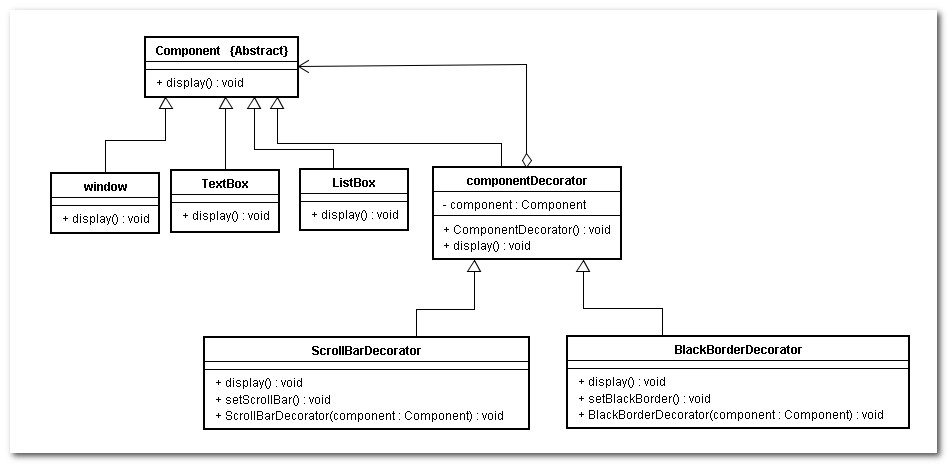 Component {Abstract}
+ display() : void
window
+ display() : void
TextBox
+ display() : void
ListBox
+ display() : void
componentDecorator
- component : Component
+ ComponentDecorator() : void
+ display() : void
ScrollBarDecorator
+ display() : void
+ setScrollBar() : void
+ ScrollBarDecorator(component : Component) : void
BlackBorderDecorator
+ display() : void
+ setBlackBorder() : void
+ BlackBorderDecorator(component : Component) : void